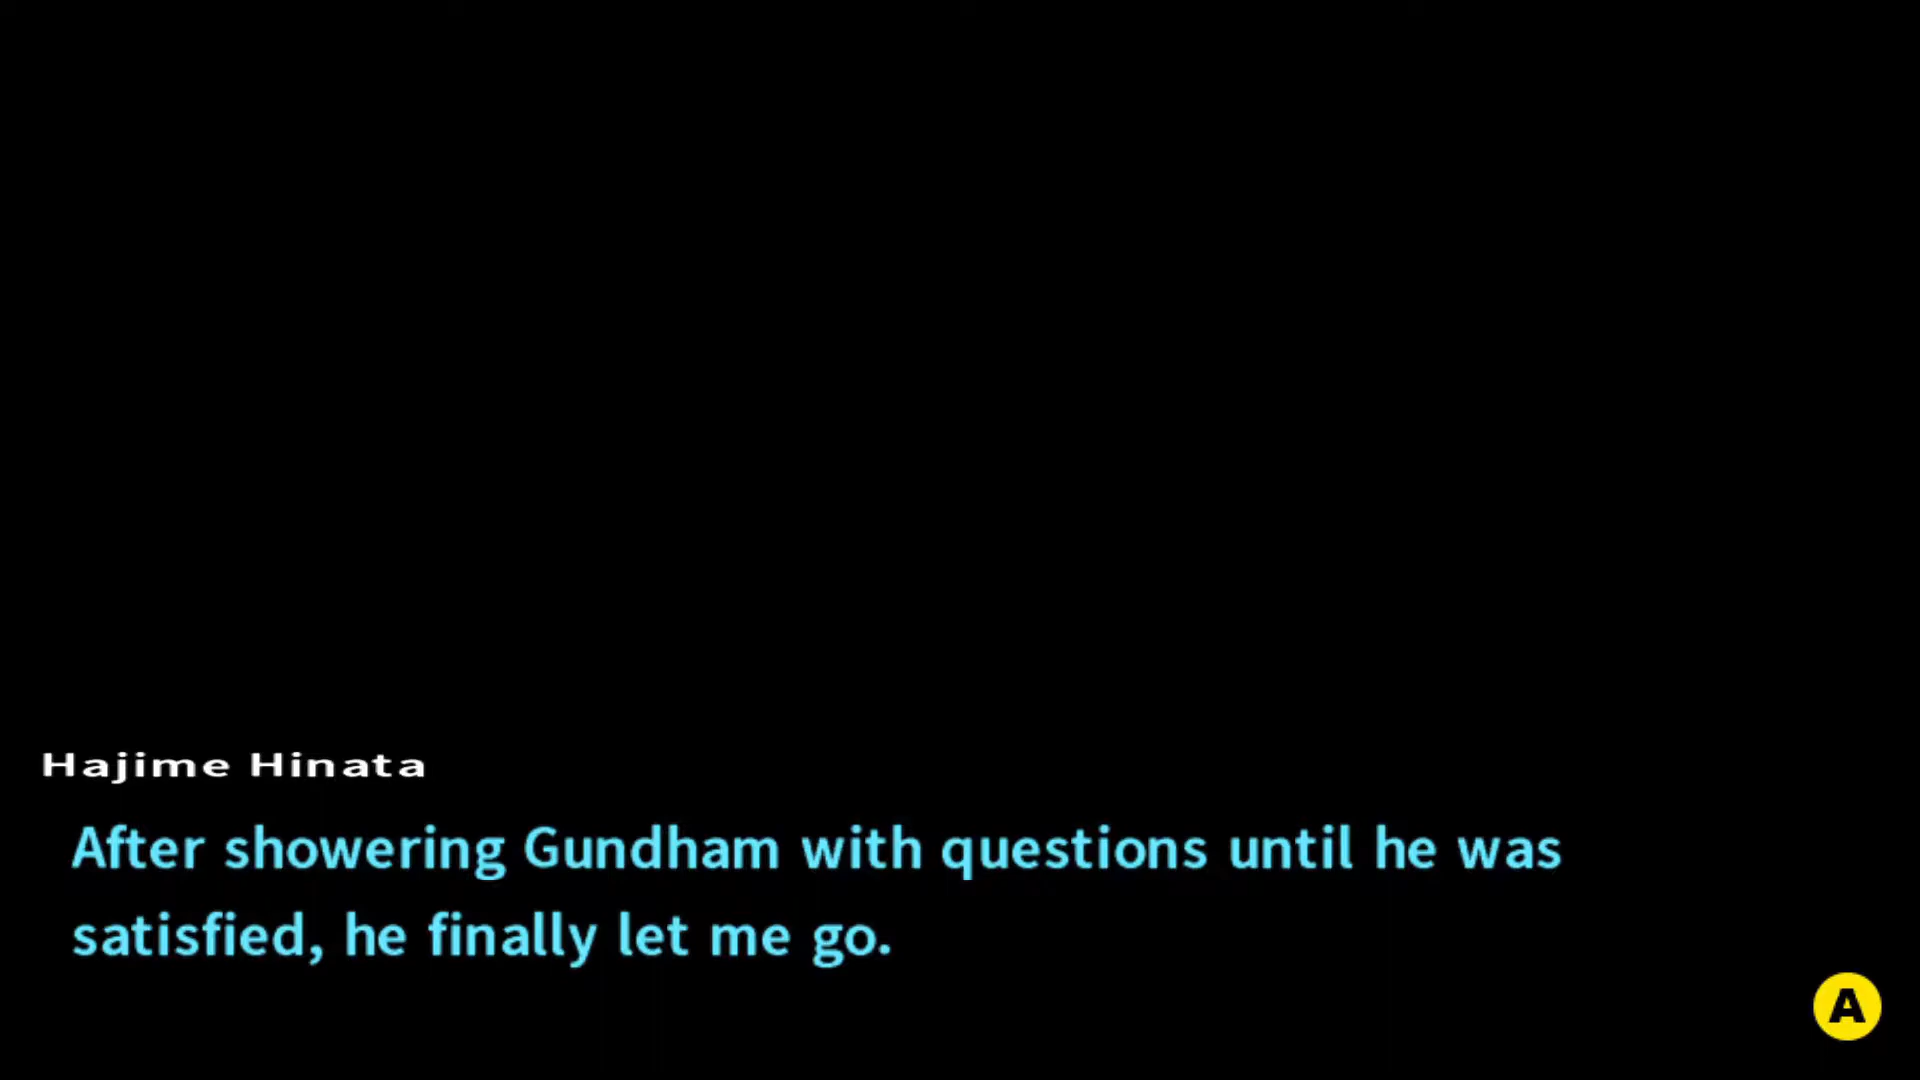 Hajime Hinata
After showering Gundham with questions until he was
satisfied, he finally let me go.
A